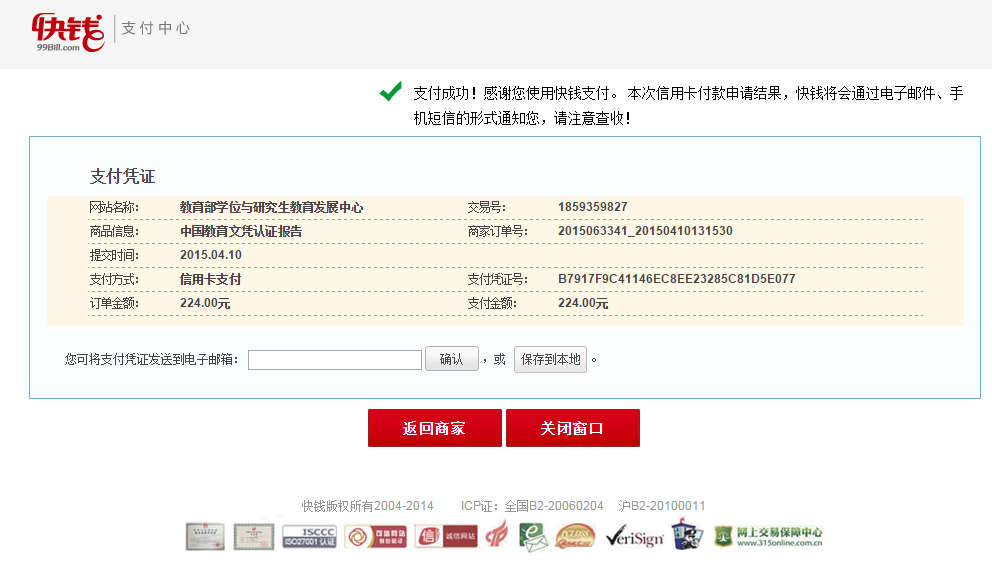 快钱 支付中心
99Bill.com
支付成功！感谢您使用快钱支付。 本次信用卡付款申请结果，快钱将会通过电子邮件、手
机短信的形式通知您，请注意查收！
支付凭证
网站名称： 教育部学位与研究生教育发展中心 交易号： 1859359827
商品信息： 中国教育文凭认证报告 商家订单号： 2015063341_20150410131530
提交时间： 2015.04.10
支付方式： 信用卡支付 支付凭证号： B7917F9C41146EC8EE23285C81D5E077
订单金额： 224.00元 支付金额： 224.00元
您可将支付凭证发送到电子邮箱： 确认 ，或 保存到本地 。
返回商家 关闭窗口
快钱版权所有2004-2014 ICP证：全国B2-20060204 沪B2-20100011
ISCCC 可信网站 信 诚信网站 VeriSign 网上交易保障中心
ISO27001 认证 身份验证 www.315online.com.cn